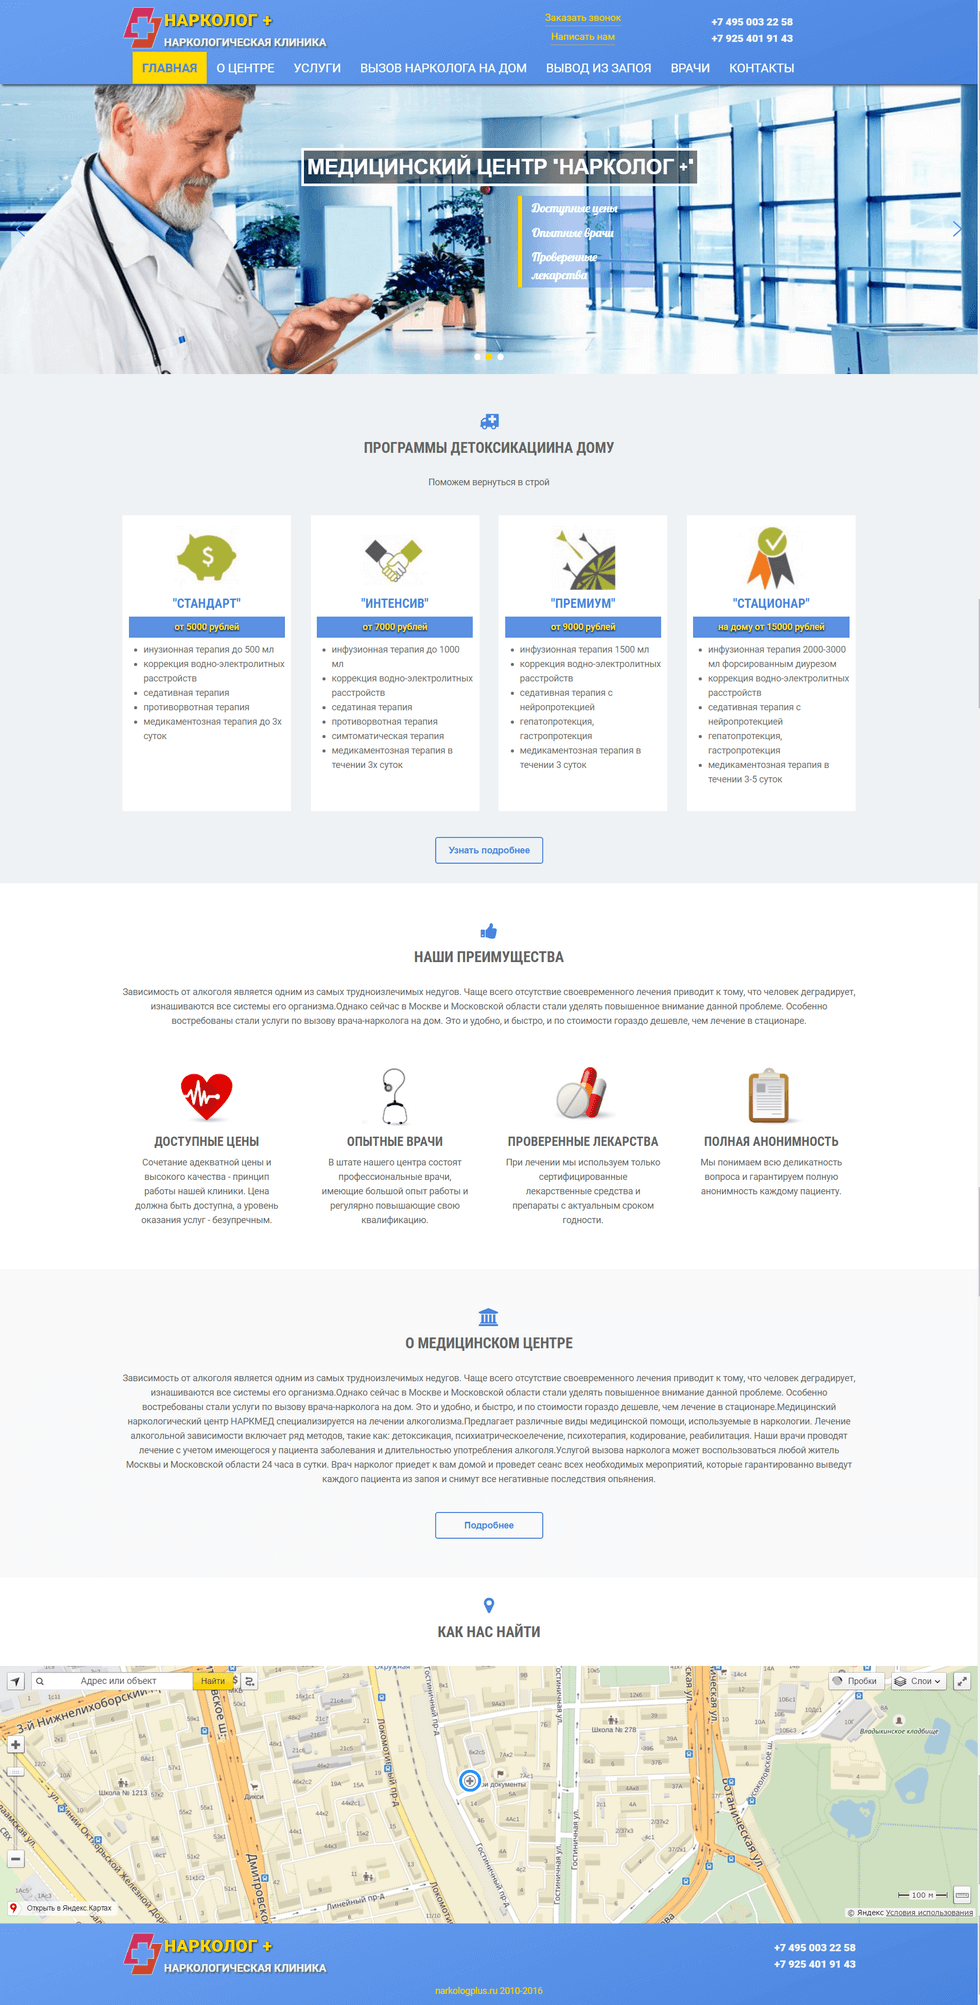 НАРКОЛОГ +
НАРКОЛОГИЧЕСКАЯ КЛИНИКА
Заказать звонок
Написать нам
+7 495 003 22 58
+7 925 401 91 43
ГЛАВНАЯ О ЦЕНТРЕ УСЛУГИ ВЫЗОВ НАРКОЛОГА НА ДОМ ВЫВОД ИЗ ЗАПОЯ ВРАЧИ КОНТАКТЫ
МЕДИЦИНСКИЙ ЦЕНТР "НАРКОЛОГ +"
Доступные цены
Опытные врачи
Проверенные
лекарства
ПРОГРАММЫ ДЕТОКСИКАЦИИНА ДОМУ
Поможем вернуться в строй
"СТАНДАРТ"
от 5000 рублей
инузионная терапия до 500 мл
коррекция водно-электролитных
расстройств
седативная терапия
противорвотная терапия
медикаментозная терапия до 3х
суток
"ИНТЕНСИВ"
от 7000 рублей
инфузионная терапия до 1000
мл
коррекция водно-электролитных
расстройств
седатиная терапия
противорвотная терапия
симтоматическая терапия
медикаментозная терапия в
течении 3х суток
"ПРЕМИУМ"
от 9000 рублей
инфузионная терапия 1500 мл
коррекция водно-электролитных
расстройств
седативная терапия с
нейропротекцией
гепатопротекция,
гастропротекция
медикаментозная терапия в
течении 3 суток
"СТАЦИОНАР"
на дому от 15000 рублей
инфузионная терапия 2000-3000
мл форсированным диурезом
коррекция водно-электролитных
расстройств
седативная терапия с
нейропротекцией
гепатопротекция,
гастропротекция
медикаментозная терапия в
течении 3-5 суток
Узнать подробнее
НАШИ ПРЕИМУЩЕСТВА
Зависимость от алкоголя является одним из самых трудноизлечимых недугов. Чаще всего отсутствие своевременного лечения приводит к тому, что человек деградирует,
изнашиваются все системы его организма.Однако сейчас в Москве и Московской области стали уделять повышенное внимание данной проблеме. Особенно
востребованы стали услуги по вызову врача-нарколога на дом. Это и удобно, и быстро, и по стоимости гораздо дешевле, чем лечение в стационаре.
ДОСТУПНЫЕ ЦЕНЫ
Сочетание адекватной цены и
высокого качества - принцип
работы нашей клиники. Цена
должна быть доступна, а уровень
оказания услуг - безупречным.
ОПЫТНЫЕ ВРАЧИ
В штате нашего центра состоят
профессиональные врачи,
имеющие большой опыт работы и
регулярно повышающие свою
квалификацию.
ПРОВЕРЕННЫЕ ЛЕКАРСТВА
При лечении мы используем только
сертифицированные
лекарственные средства и
препараты с актуальным сроком
годности.
ПОЛНАЯ АНОНИМНОСТЬ
Мы понимаем всю деликатность
вопроса и гарантируем полную
анонимность каждому пациенту.
О МЕДИЦИНСКОМ ЦЕНТРЕ
Зависимость от алкоголя является одним из самых трудноизлечимых недугов. Чаще всего отсутствие своевременного лечения приводит к тому, что человек деградирует,
изнашиваются все системы его организма.Однако сейчас в Москве и Московской области стали уделять повышенное внимание данной проблеме. Особенно
востребованы стали услуги по вызову врача-нарколога на дом. Это и удобно, и быстро, и по стоимости гораздо дешевле, чем лечение в стационаре.Медицинский
наркологический центр НАРКМЕД специализируется на лечении алкоголизма.Предлагает различные виды медицинской помощи, используемые в наркологии. Лечение
алкогольной зависимости включает ряд методов, такие как: детоксикация, психиатрическоелечение, психотерапия, кодирование, реабилитация. Наши врачи проводят
лечение с учетом имеющегося у пациента заболевания и длительностью употребления алкоголя.Услугой вызова нарколога может воспользоваться любой житель
Москвы и Московской области 24 часа в сутки. Врач нарколог приедет к вам домой и проведет сеанс всех необходимых мероприятий, которые гарантированно выведут
каждого пациента из запоя и снимут все негативные последствия опьянения.
Подробнее
КАК НАС НАЙТИ
Адрес или объект Найти
Пробки Слои
3-й Нижнелихоборский
Дмитровское ш.
Локомотивный пр-д
Гостиничный пр-д
Гостиничная ул.
Ботаническая ул.
Школа № 278
Владыкинское кладбище
Школа № 1213
Дикси
документы
Линейный пр-д
100 м
Открыть в Яндекс.Картах
© Яндекс Условия использования
НАРКОЛОГ +
НАРКОЛОГИЧЕСКАЯ КЛИНИКА
+7 495 003 22 58
+7 925 401 91 43
narkologplus.ru 2010-2016